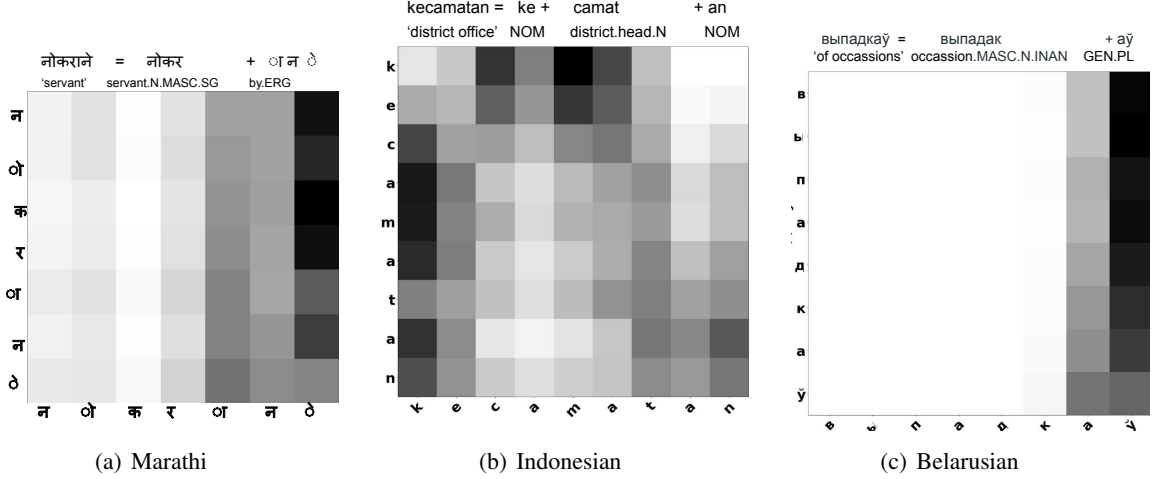 नोकराने = नोकर + ा न े
'servant' servant.N.MASC.SG by.ERG
न
ो
क
र
ा
न
े
न ो क र ा न े
(a) Marathi
kecamatan = ke + camat + an
'district office' NOM district.head.N NOM
k
e
c
a
m
a
t
a
n
k e c a m a t a n
(b) Indonesian
выпадкаў = выпадак + аў
'of occassions' occassion.MASC.N.INAN GEN.PL
в
ы
п
а
д
к
а
ў
в ы п а д к а ў
(c) Belarusian